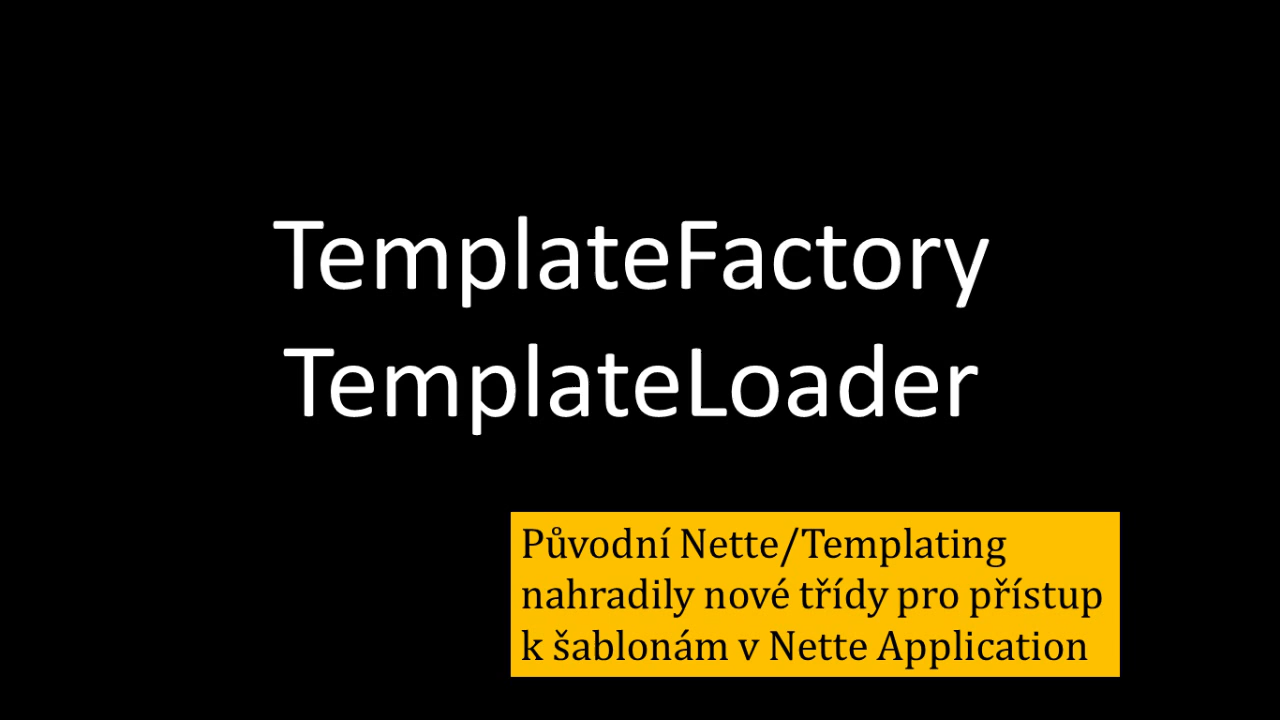 TemplateFactory
TemplateLoader
Původní Nette/Templating
nahradily nové třídy pro přístup
k šablonám v Nette Application